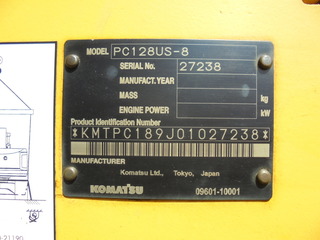 MODEL PC128US-8
SERIAL No. 27238
MANUFACT. YEAR
MASS kg
ENGINE POWER kW
Product Identification Number
*KMTPC189J01027238*
MANUFACTURER
Komatsu Ltd., Tokyo, Japan
KOMATSU 09601-10001